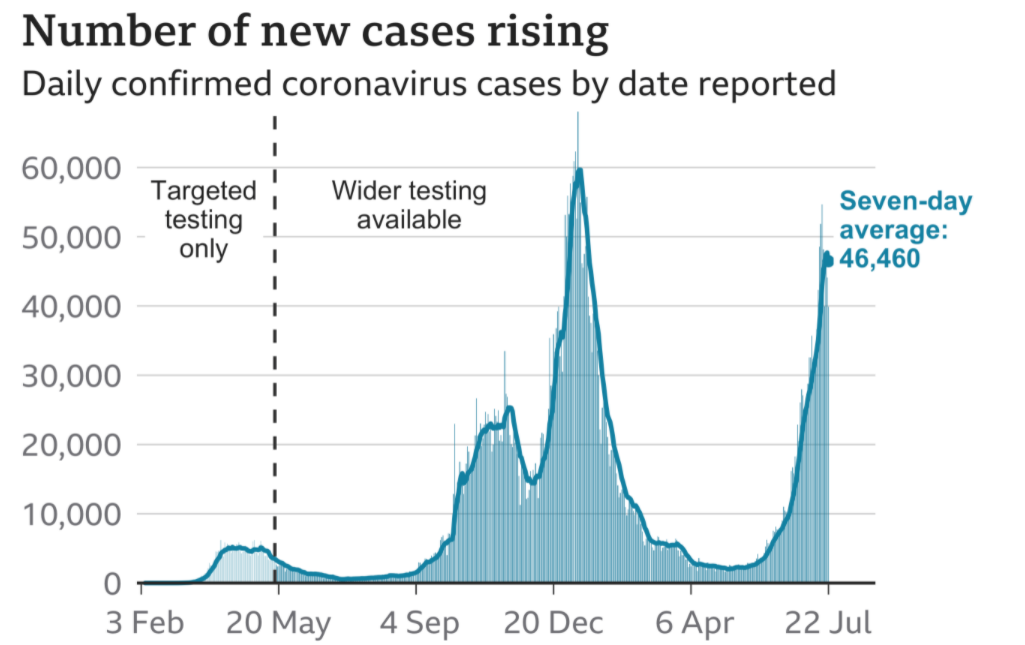 Number of new cases rising
Daily confirmed coronavirus cases by date reported
60,000
50,000
40,000
30,000
20,000
10,000
0
Targeted
testing
only
Wider testing
available
Seven-day
average:
46,460
3 Feb 20 May 4 Sep 20 Dec 6 Apr 22 Jul